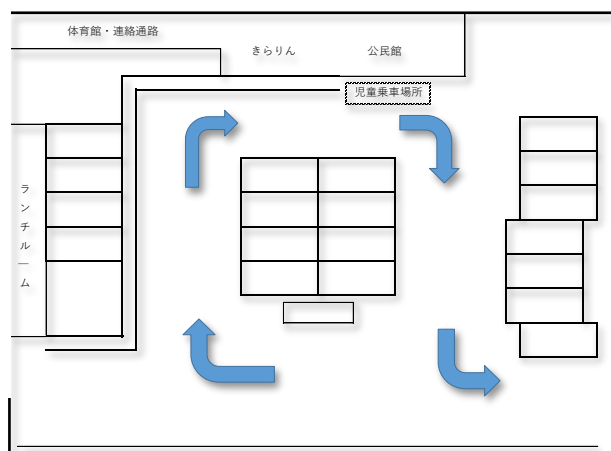 体育館・連絡通路
きらりん
公民館
児童乗車場所
ランチルーム